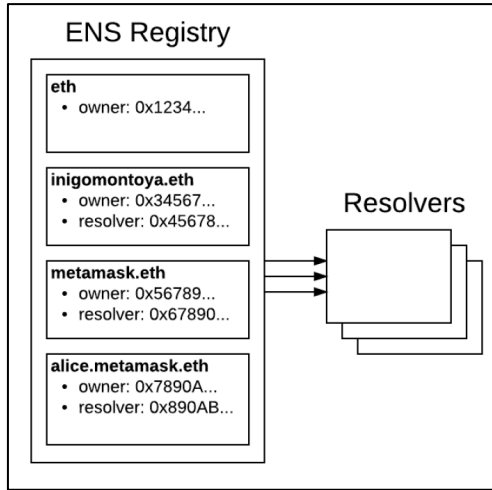 ENS Registry
eth
• owner: 0x1234...
inigomontoya.eth
• owner: 0x34567...
• resolver: 0x45678...
Resolvers
metamask.eth
• owner: 0x56789...
• resolver: 0x67890...
alice.metamask.eth
• owner: 0x7890A...
• resolver: 0x890AB...